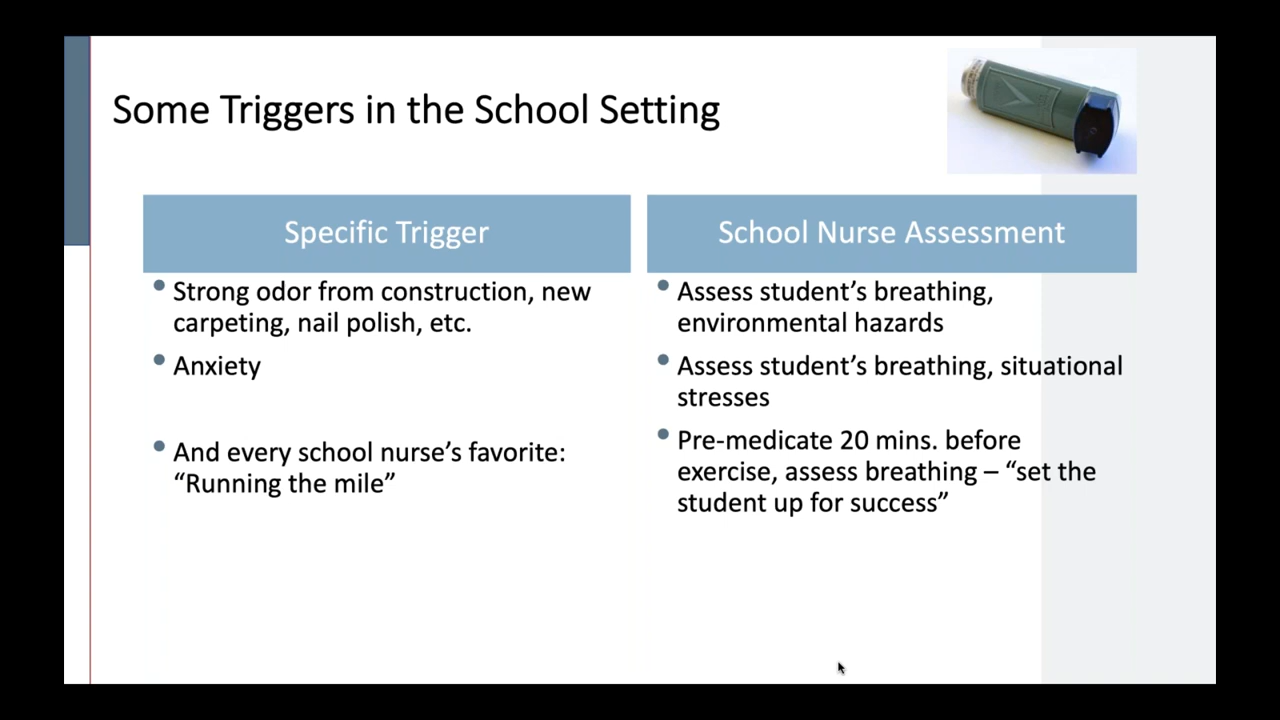 Some Triggers in the School Setting
Specific Trigger
• Strong odor from construction, new
carpeting, nail polish, etc.
• Anxiety
• And every school nurse’s favorite:
“Running the mile”
School Nurse Assessment
• Assess student’s breathing,
environmental hazards
• Assess student’s breathing, situational
stresses
• Pre-medicate 20 mins. before
exercise, assess breathing – “set the
student up for success”